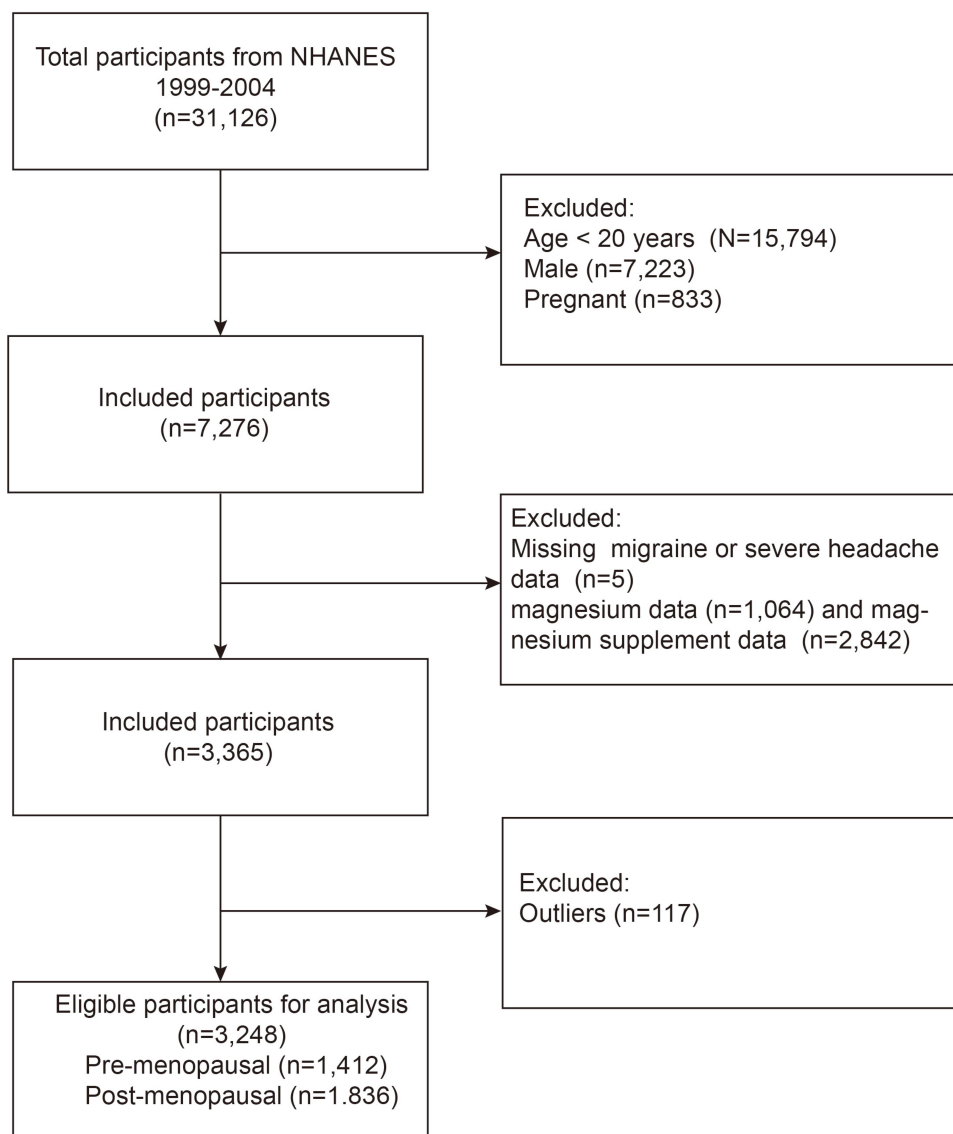 Total participants from NHANES
1999-2004
(n=31,126)
Excluded:
Age < 20 years (N=15,794)
Male (n=7,223)
Pregnant (n=833)
Included participants
(n=7,276)
Excluded:
Missing migraine or severe headache
data (n=5)
magnesium data (n=1,064) and mag-
nesium supplement data (n=2,842)
Included participants
(n=3,365)
Excluded:
Outliers (n=117)
Eligible participants for analysis
(n=3,248)
Pre-menopausal (n=1,412)
Post-menopausal (n=1.836)